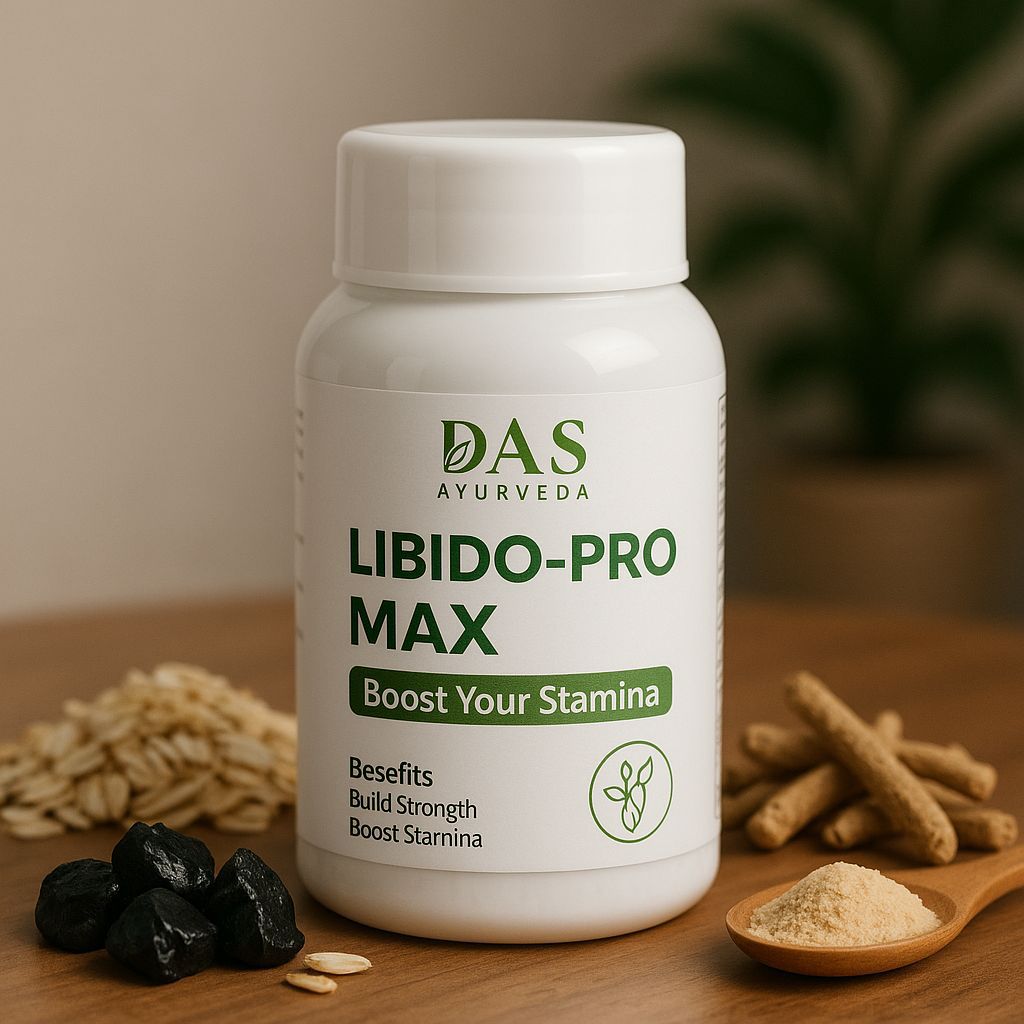 DAS
AYURVEDA
LIBIDO-PRO
MAX
Boost Your Stamina
Besefits
Build Strength
Boost Starnina